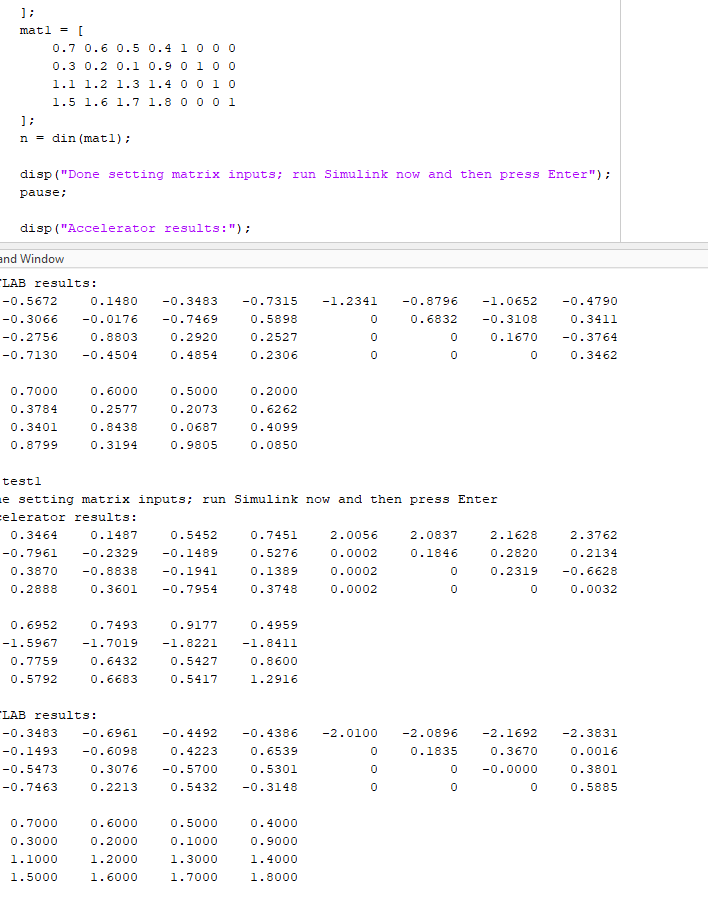 ];
mat1 = [
0.7 0.6 0.5 0.4 1 0 0 0
0.3 0.2 0.1 0.9 0 1 0 0
1.1 1.2 1.3 1.4 0 0 1 0
1.5 1.6 1.7 1.8 0 0 0 1
];
n = din(mat1);
disp("Done setting matrix inputs; run Simulink now and then press Enter");
pause;
disp("Accelerator results:");
and Window
LAB results:
-0.5672 0.1480 -0.3483 -0.7315 -1.2341 -0.8796 -1.0652 -0.4790
-0.3066 -0.0176 -0.7469 0.5898 0 0.6832 -0.3108 0.3411
-0.2756 0.8803 0.2920 0.2527 0 0 0.1670 -0.3764
-0.7130 -0.4504 0.4854 0.2306 0 0 0 0.3462
0.7000 0.6000 0.5000 0.2000
0.3784 0.2577 0.2073 0.6262
0.3401 0.8438 0.0687 0.4099
0.8799 0.3194 0.9805 0.0850
test1
e setting matrix inputs; run Simulink now and then press Enter
elerator results:
0.3464 0.1487 0.5452 0.7451 2.0056 2.0837 2.1628 2.3762
-0.7961 -0.2329 -0.1489 0.5276 0.0002 0.1846 0.2820 0.2134
0.3870 -0.8838 -0.1941 0.1389 0.0002 0 0.2319 -0.6628
0.2888 0.3601 -0.7954 0.3748 0.0002 0 0 0.0032
0.6952 0.7493 0.9177 0.4959
-1.5967 -1.7019 -1.8221 -1.8411
0.7759 0.6432 0.5427 0.8600
0.5792 0.6683 0.5417 1.2916
LAB results:
-0.3483 -0.6961 -0.4492 -0.4386 -2.0100 -2.0896 -2.1692 -2.3831
-0.1493 -0.6098 0.4223 0.6539 0 0.1835 0.3670 0.0016
-0.5473 0.3076 -0.5700 0.5301 0 0 -0.0000 0.3801
-0.7463 0.2213 0.5432 -0.3148 0 0 0 0.5885
0.7000 0.6000 0.5000 0.4000
0.3000 0.2000 0.1000 0.9000
1.1000 1.2000 1.3000 1.4000
1.5000 1.6000 1.7000 1.8000